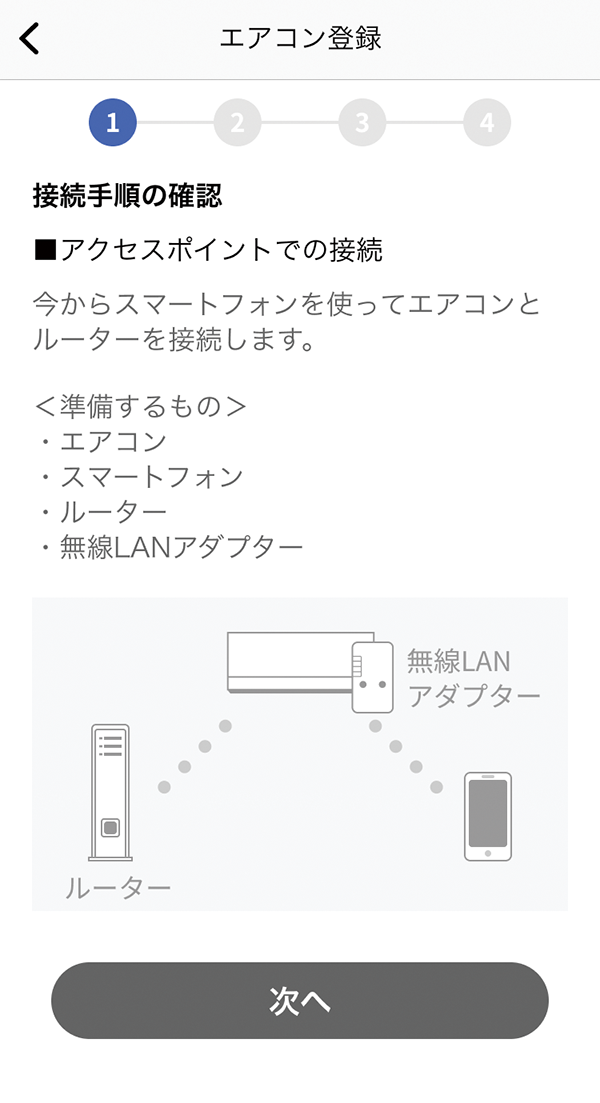 エアコン登録
1 2 3 4
接続手順の確認
■アクセスポイントでの接続
今からスマートフォンを使ってエアコンと
ルーターを接続します。
＜準備するもの＞
・エアコン
・スマートフォン
・ルーター
・無線LANアダプター
無線LAN
アダプター
ルーター
次へ